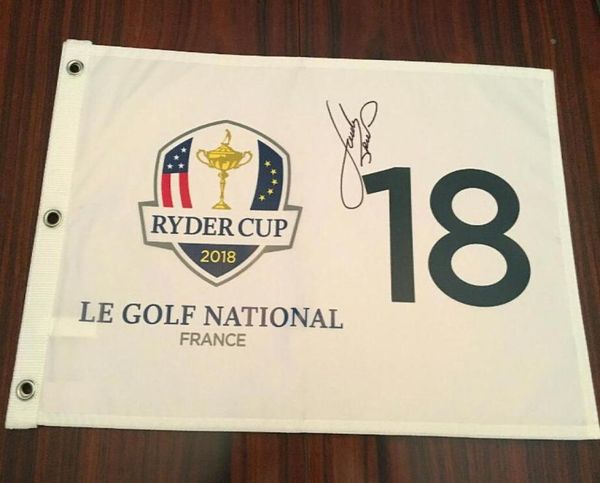 RYDER CUP
2018
LE GOLF NATIONAL
FRANCE
18